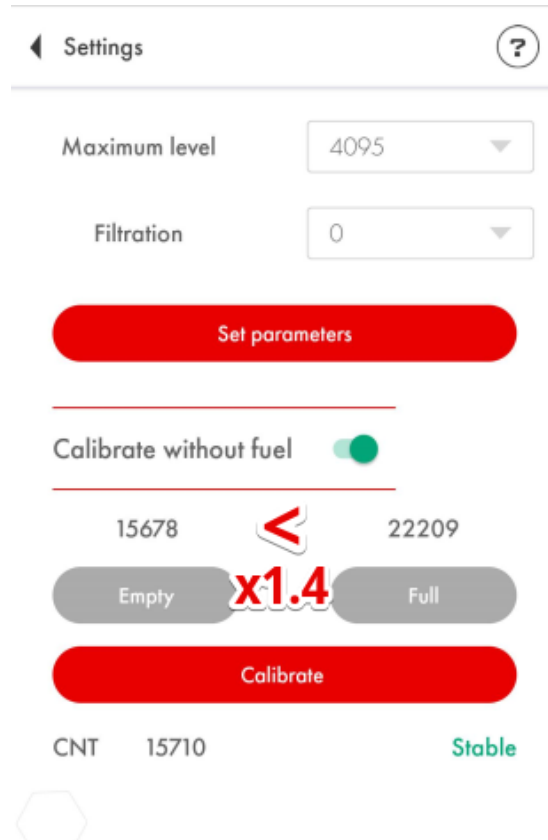 Settings ?
Maximum level 4095
Filtration 0
Set parameters
Calibrate without fuel
15678 < 22209
Empty x1.4 Full
Calibrate
CNT 15710 Stable